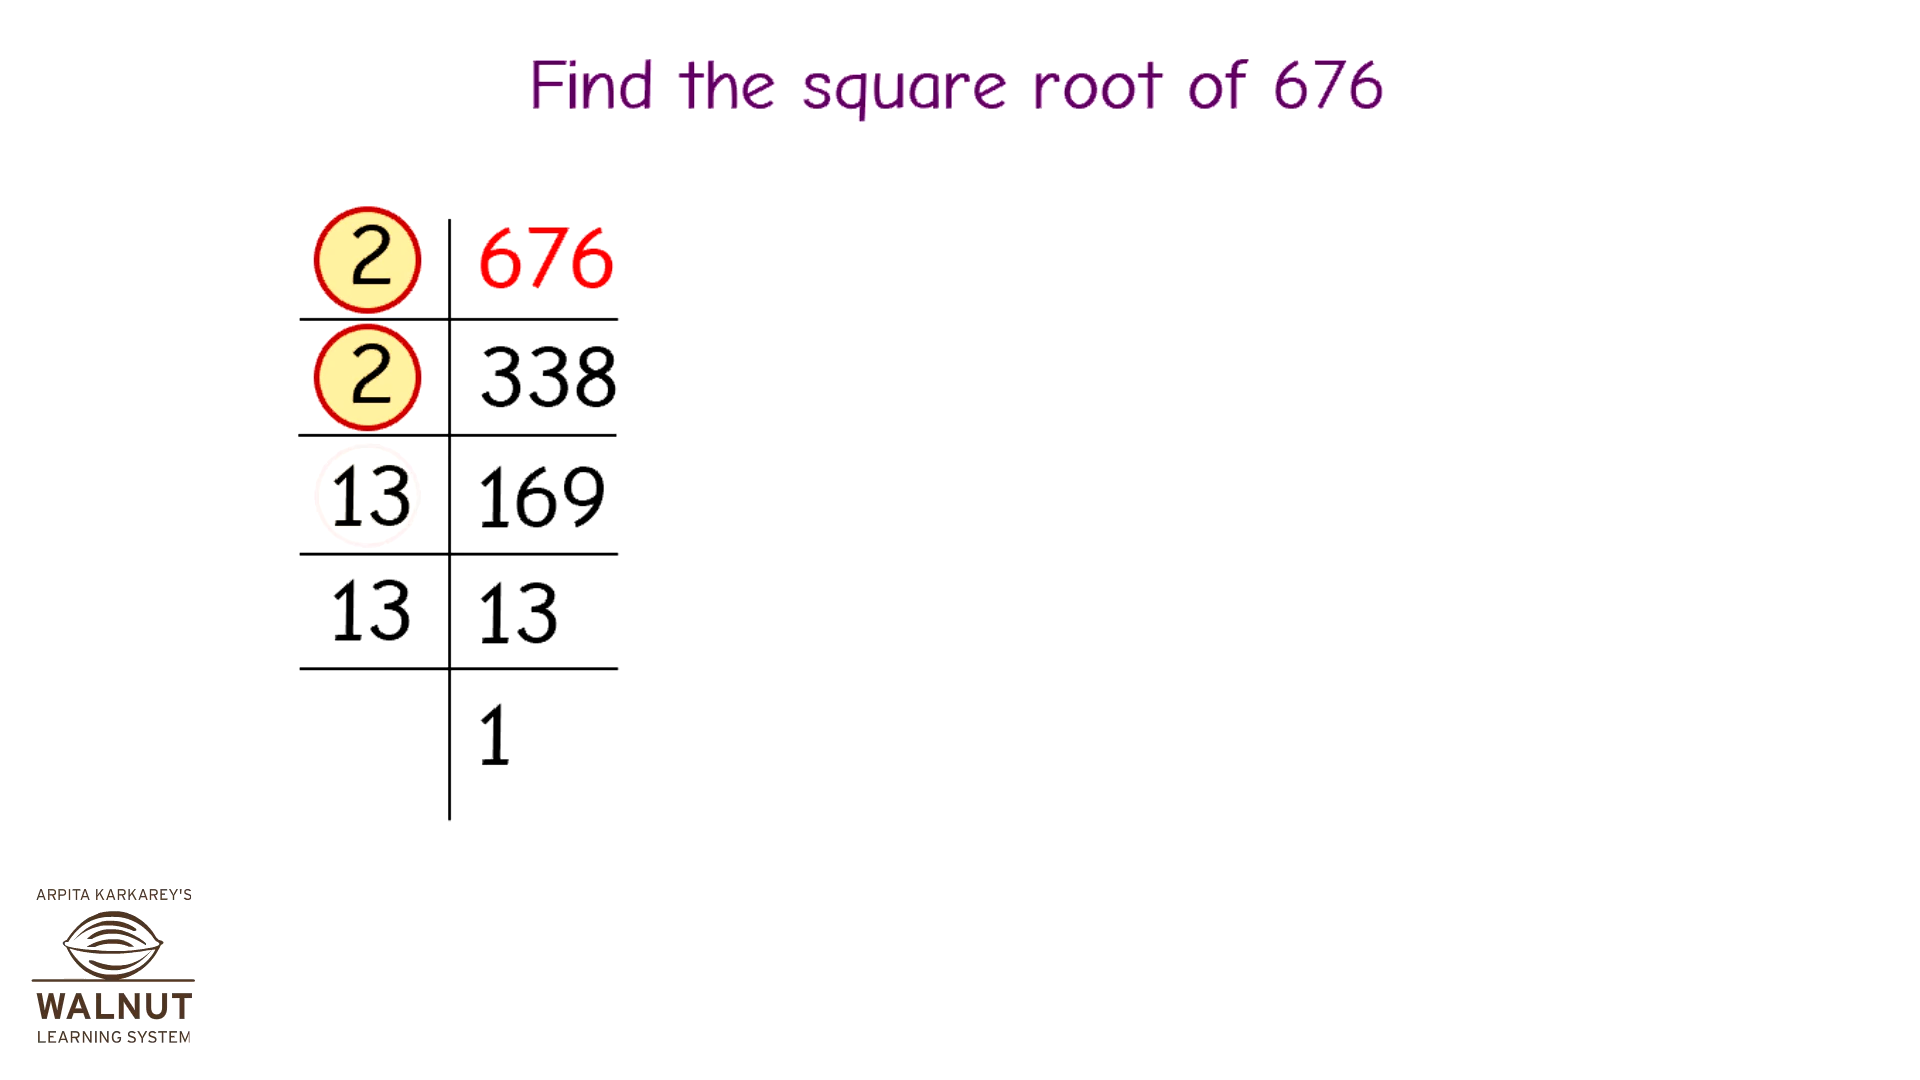 Find the square root of 676
2 676
2 338
13 169
13 13
1
ARPITA KARKAREY'S
WALNUT
LEARNING SYSTEM